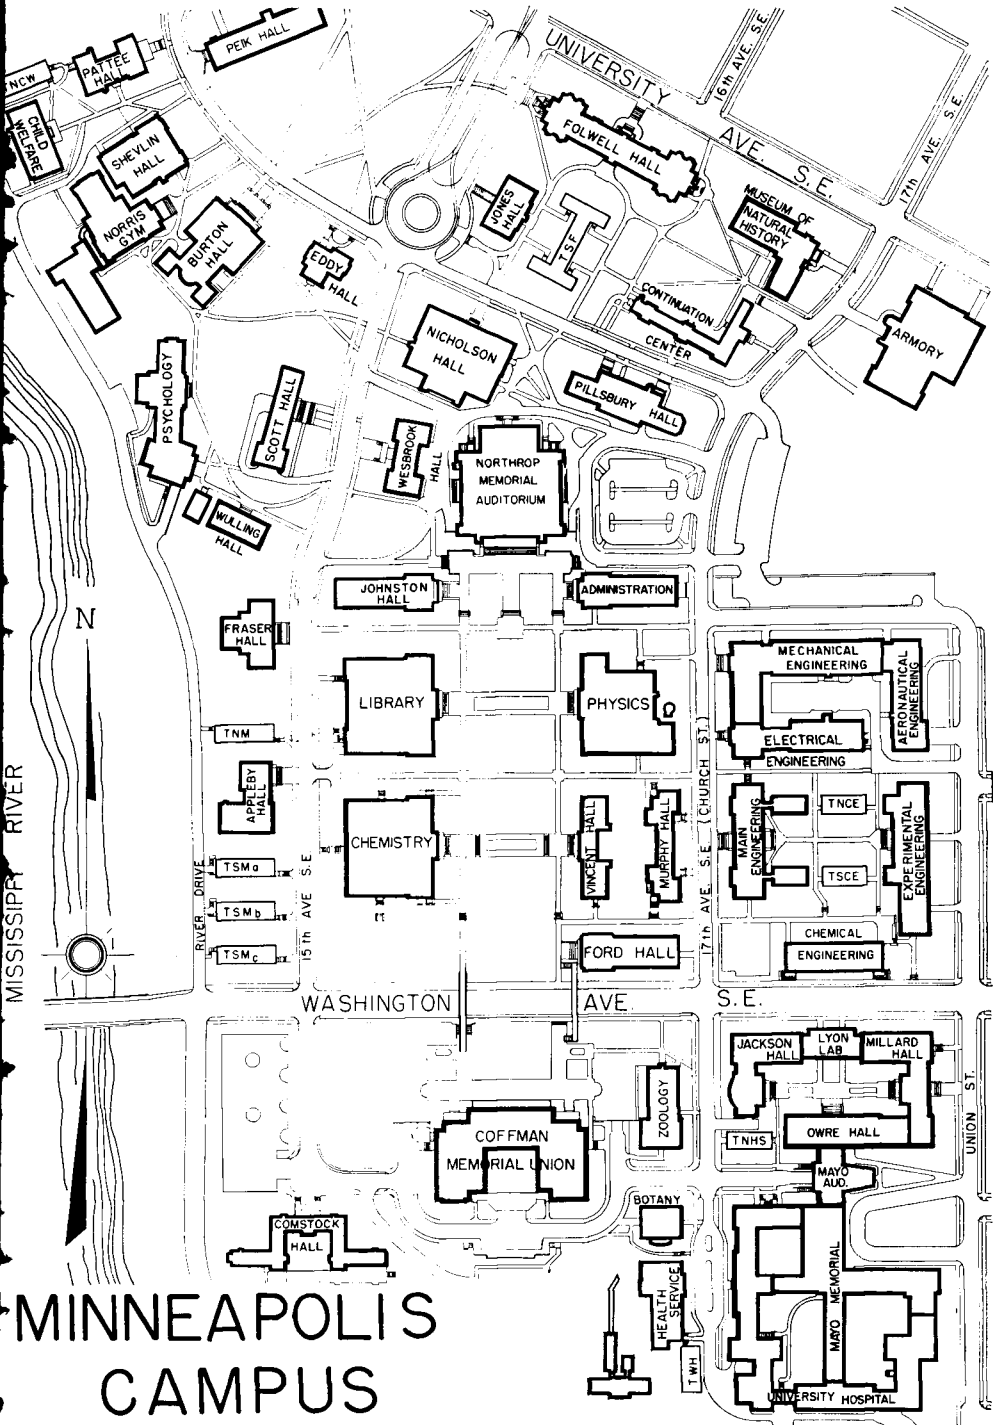 PEIK HALL
TNCW
PATTEE
HALL
UNIVERSITY AVE. S.E.
16th AVE. S.E.
17th AVE. S.E.
CHILD
WELFARE
SHEVLIN
HALL
NORRIS
GYM
BURTON
HALL
EDDY
HALL
JONES
HALL
FOLWELL HALL
TSF
MUSEUM OF
NATURAL
HISTORY
CONTINUATION
CENTER
ARMORY
NICHOLSON
HALL
PILLSBURY HALL
PSYCHOLOGY
SCOTT HALL
WESBROOK
HALL
NORTHROP
MEMORIAL
AUDITORIUM
WULLING
HALL
JOHNSTON
HALL
ADMINISTRATION
N
FRASER
HALL
MECHANICAL
ENGINEERING
AERONAUTICAL
ENGINEERING
LIBRARY
PHYSICS
TNM
ELECTRICAL
ENGINEERING
APPLEBY
HALL
MISSISSIPPI RIVER
CHEMISTRY
VINCENT HALL
MURPHY HALL
17th AVE. S.E. (CHURCH ST.)
MAIN
ENGINEERING
TNCE
TSCE
EXPERIMENTAL
ENGINEERING
RIVER DRIVE
TSMa
TSMb
TSMc
15th AVE S.E
FORD HALL
CHEMICAL
ENGINEERING
WASHINGTON AVE. S.E.
JACKSON
HALL
LYON
LAB
MILLARD
HALL
ZOOLOGY
TNHS
OWRE HALL
UNION ST.
COFFMAN
MEMORIAL UNION
MAYO
AUD.
BOTANY
COMSTOCK
HALL
HEALTH
SERVICE
MAYO MEMORIAL
TWH
UNIVERSITY HOSPITAL
MINNEAPOLIS
CAMPUS